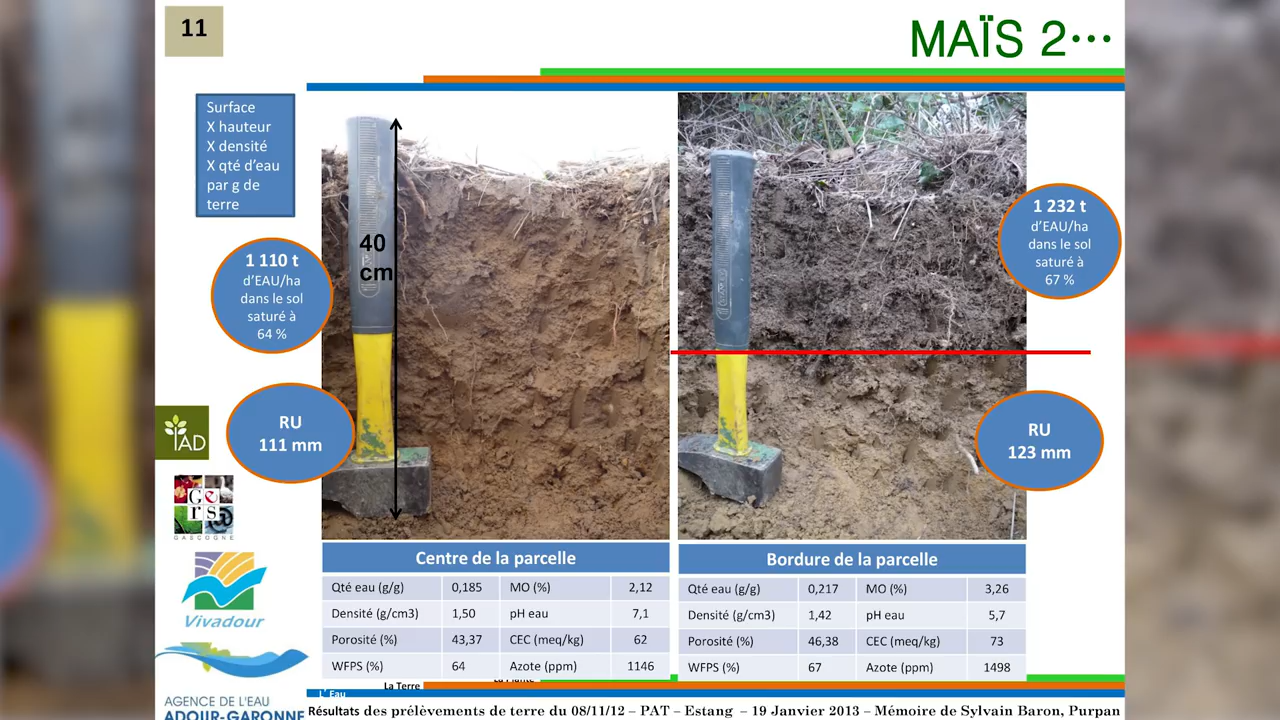 11
MAÏS 2…
Surface
X hauteur
X densité
X qté d'eau
par g de
terre
1 110 t
d'EAU/ha
dans le sol
saturé à
64 %
RU
111 mm
40
cm
1 232 t
d'EAU/ha
dans le sol
saturé à
67 %
RU
123 mm
IAD
Ge
rs
GASCOGNE
Vivadour
AGENCE DE L'EAU
ADOUR-GARONNE
Centre de la parcelle
Qté eau (g/g) 0,185 MO (%) 2,12
Densité (g/cm3) 1,50 pH eau 7,1
Porosité (%) 43,37 CEC (meq/kg) 62
WFPS (%) 64 Azote (ppm) 1146
Bordure de la parcelle
Qté eau (g/g) 0,217 MO (%) 3,26
Densité (g/cm3) 1,42 pH eau 5,7
Porosité (%) 46,38 CEC (meq/kg) 73
WFPS (%) 67 Azote (ppm) 1498
La Plante
La Terre
L' Eau
Résultats des prélèvements de terre du 08/11/12 – PAT – Estang – 19 Janvier 2013 – Mémoire de Sylvain Baron, Purpan